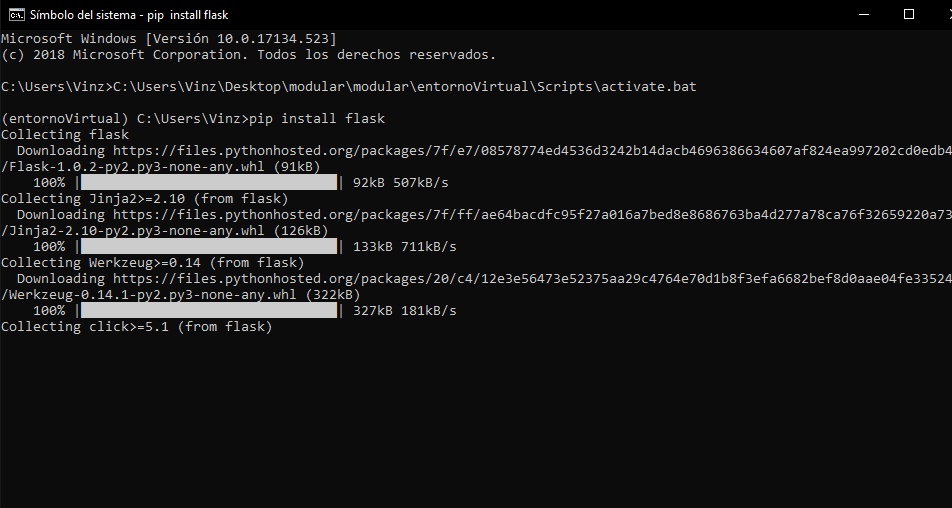 Símbolo del sistema - pip  install flask
Microsoft Windows [Versión 10.0.17134.523]
(c) 2018 Microsoft Corporation. Todos los derechos reservados.
C:\Users\Vinz>C:\Users\Vinz\Desktop\modular\modular\entornoVirtual\Scripts\activate.bat
(entornoVirtual) C:\Users\Vinz>pip install flask
Collecting flask
  Downloading https://files.pythonhosted.org/packages/7f/e7/08578774ed4536d3242b14dacb4696386634607af824ea997202cd0edb4
/Flask-1.0.2-py2.py3-none-any.whl (91kB)
    100% || 92kB 507kB/s
Collecting Jinja2>=2.10 (from flask)
  Downloading https://files.pythonhosted.org/packages/7f/ff/ae64bacdfc95f27a016a7bed8e8686763ba4d277a78ca76f32659220a73
/Jinja2-2.10-py2.py3-none-any.whl (126kB)
    100% || 133kB 711kB/s
Collecting Werkzeug>=0.14 (from flask)
  Downloading https://files.pythonhosted.org/packages/20/c4/12e3e56473e52375aa29c4764e70d1b8f3efa6682bef8d0aae04fe33524
/Werkzeug-0.14.1-py2.py3-none-any.whl (322kB)
    100% || 327kB 181kB/s
Collecting click>=5.1 (from flask)